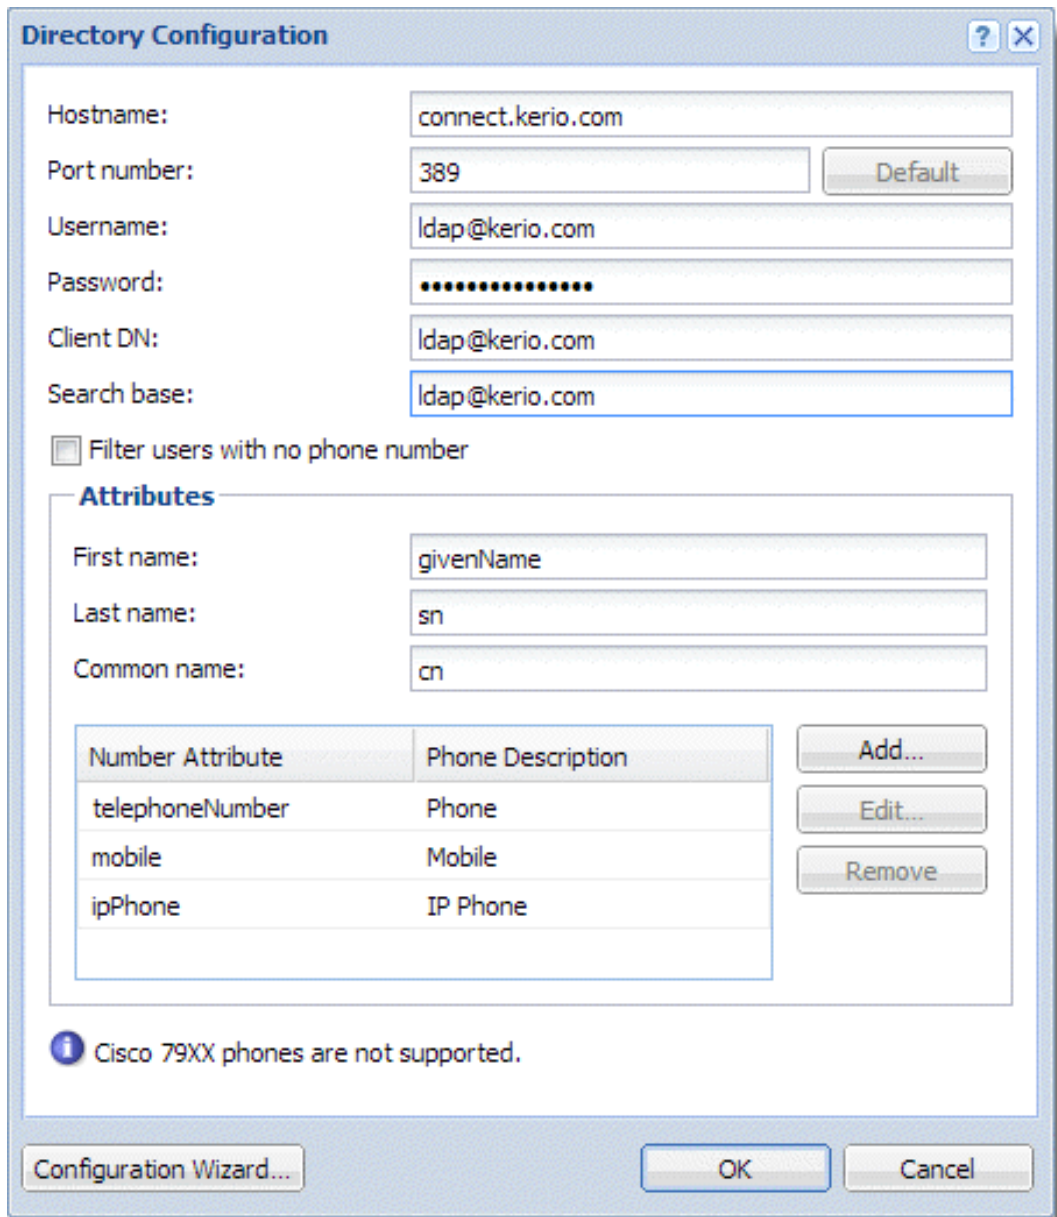 Directory Configuration
Hostname: connect.kerio.com
Port number: 389 Default
Username: ldap@kerio.com
Password: •••••••••••••••
Client DN: ldap@kerio.com
Search base: ldap@kerio.com
Filter users with no phone number
Attributes
First name: givenName
Last name: sn
Common name: cn
Number Attribute Phone Description Add...
telephoneNumber Phone Edit...
mobile Mobile Remove
ipPhone IP Phone
Cisco 79XX phones are not supported.
Configuration Wizard... OK Cancel